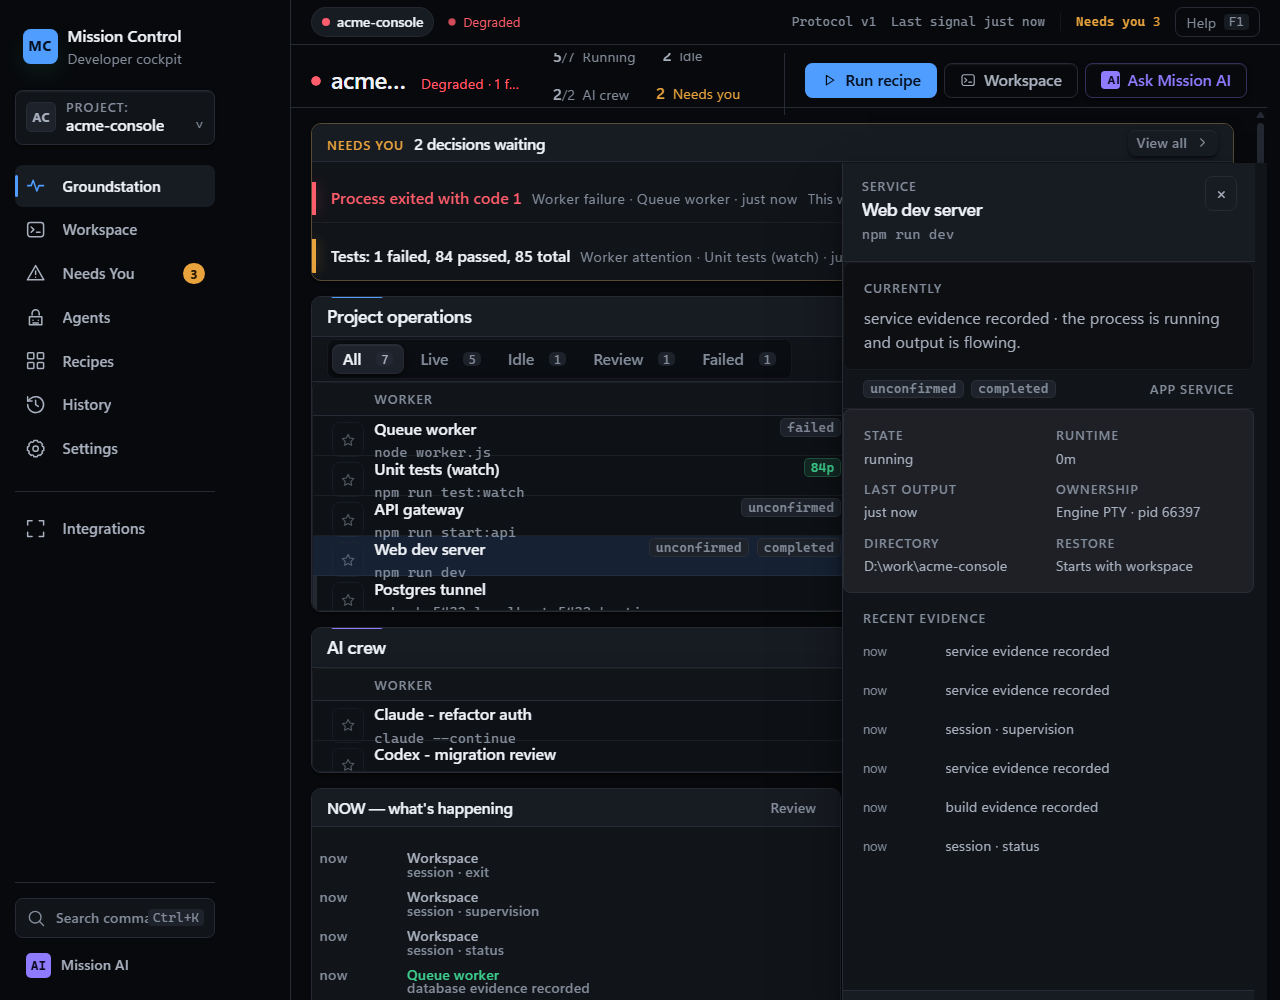 MC
Mission Control
Developer cockpit
AC
PROJECT:
acme-console
Groundstation
Workspace
Needs You 3
Agents
Recipes
History
Settings
Integrations
Search comma Ctrl+K
AI Mission AI
acme-console
Degraded
Protocol v1 Last signal just now
Needs you 3
Help F1
acme...
Degraded · 1 f...
5/7 Running
2 Idle
2/2 AI crew
2 Needs you
Run recipe
Workspace
AI Ask Mission AI
NEEDS YOU 2 decisions waiting
View all
Process exited with code 1 Worker failure · Queue worker · just now This
Tests: 1 failed, 84 passed, 85 total Worker attention · Unit tests (watch) · ju
Project operations
All 7
Live 5
Idle 1
Review 1
Failed 1
WORKER
Queue worker failed
node worker.js
Unit tests (watch) 84p
npm run test:watch
API gateway unconfirmed
npm run start:api
Web dev server unconfirmed completed
npm run dev
Postgres tunnel
AI crew
WORKER
Claude - refactor auth
claude --continue
Codex - migration review
NOW — what's happening
Review
now Workspace
session · exit
now Workspace
session · supervision
now Workspace
session · status
now Queue worker
database evidence recorded
SERVICE
Web dev server
npm run dev
×
CURRENTLY
service evidence recorded · the process is running
and output is flowing.
unconfirmed completed APP SERVICE
STATE
running
RUNTIME
0m
LAST OUTPUT
just now
OWNERSHIP
Engine PTY · pid 66397
DIRECTORY
D:\work\acme-console
RESTORE
Starts with workspace
RECENT EVIDENCE
now service evidence recorded
now service evidence recorded
now session · supervision
now service evidence recorded
now build evidence recorded
now session · status